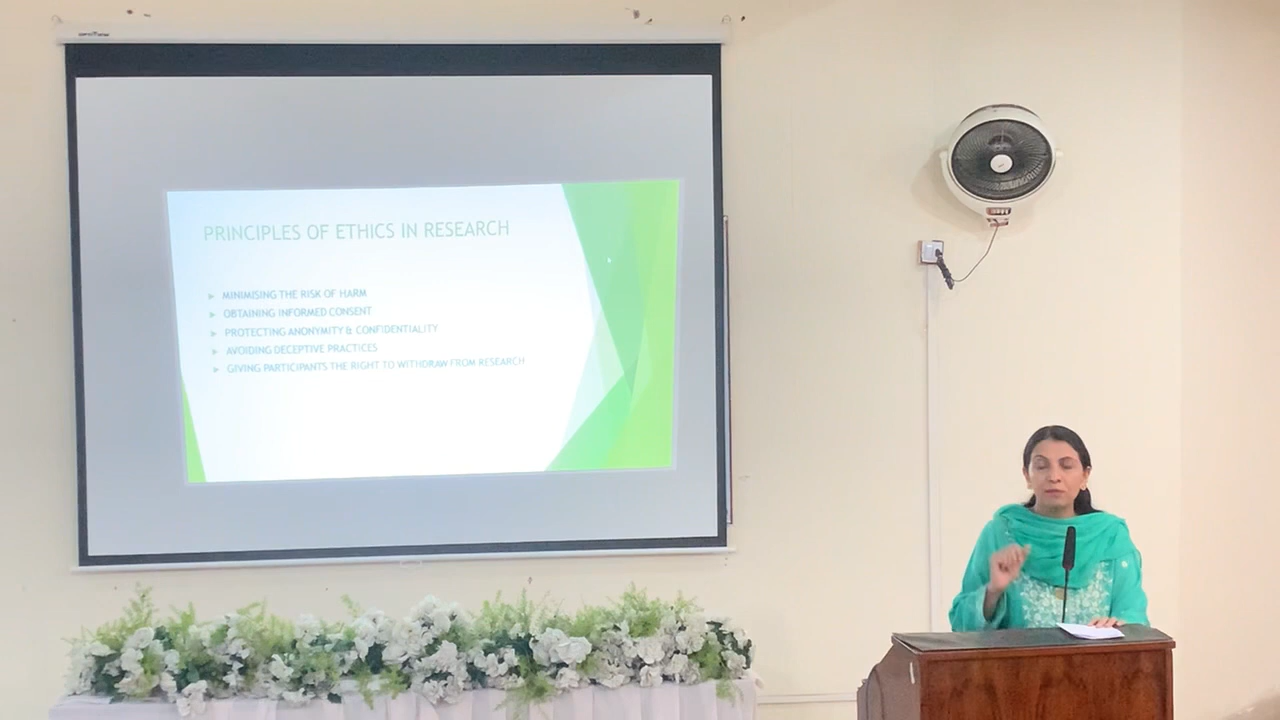 PRINCIPLES OF ETHICS IN RESEARCH
MINIMISING THE RISK OF HARM
OBTAINING INFORMED CONSENT
PROTECTING ANONYMITY & CONFIDENTIALITY
AVOIDING DECEPTIVE PRACTICES
GIVING PARTICIPANTS THE RIGHT TO WITHDRAW FROM RESEARCH